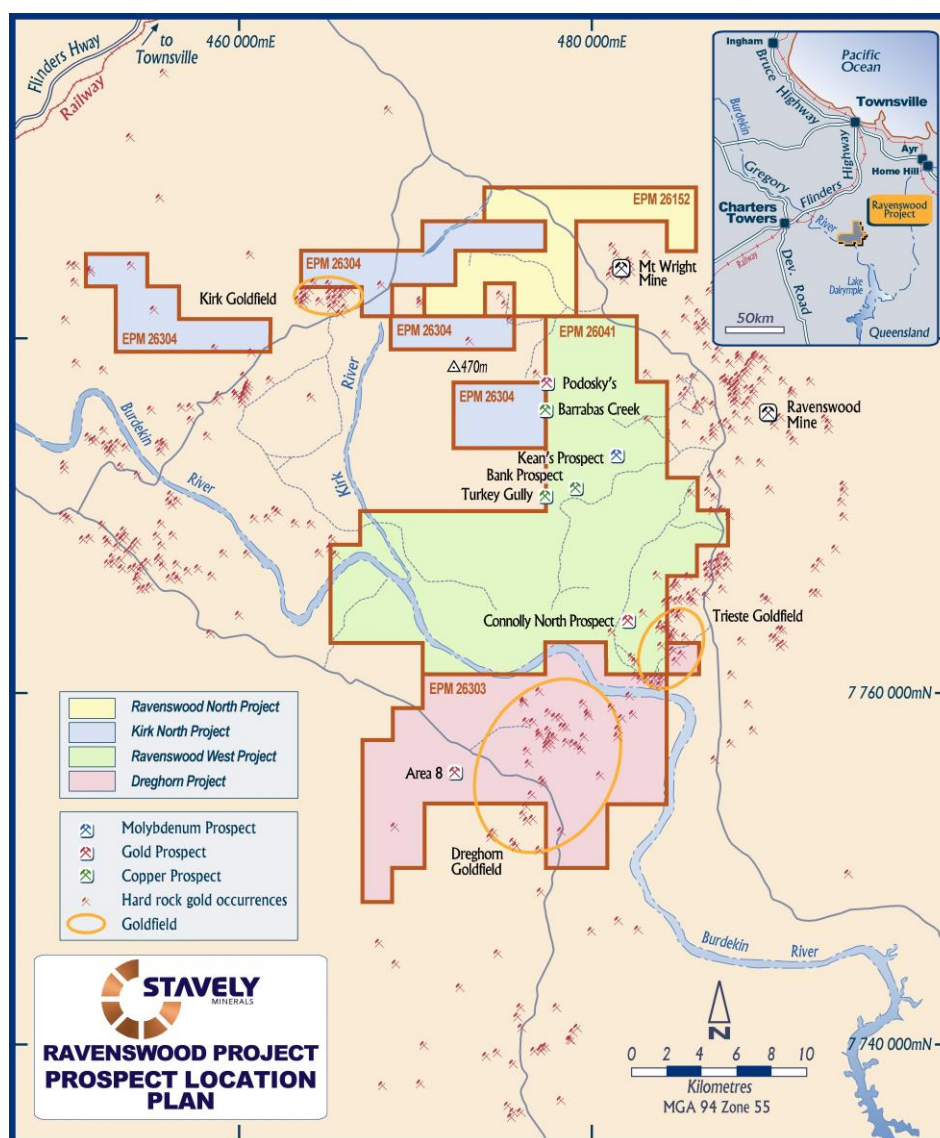 460 000mE
480 000mE
to
Townsville
Flinders Hway
Railway
Ingham
Bruce
Highway
Pacific
Ocean
Townsville
Burdekin
Ayr
Home Hill
Gregory
Highway
Flinders
Charters
Towers
River
Ravenswood
Project
Railway
Dev.
Road
Lake
Dalrymple
50km
Queensland
EPM 26152
EPM 26304
Kirk Goldfield
Mt Wright
Mine
EPM 26304
EPM 26304
EPM 26041
River
470m
Podosky's
EPM 26304
Barrabas Creek
Ravenswood
Mine
Burdekin
River
Kirk
Kean's Prospect
Bank Prospect
Turkey Gully
Connolly North Prospect
Trieste Goldfield
EPM 26303
7 760 000mN
Area 8
Dreghorn
Goldfield
Ravenswood North Project
Kirk North Project
Ravenswood West Project
Dreghorn Project
Molybdenum Prospect
Gold Prospect
Copper Prospect
Hard rock gold occurrences
Goldfield
Burdekin
River
STAVELY
MINERALS
RAVENSWOOD PROJECT
PROSPECT LOCATION
PLAN
N
7 740 000mN
0 2 4 6 8 10
Kilometres
MGA 94 Zone 55